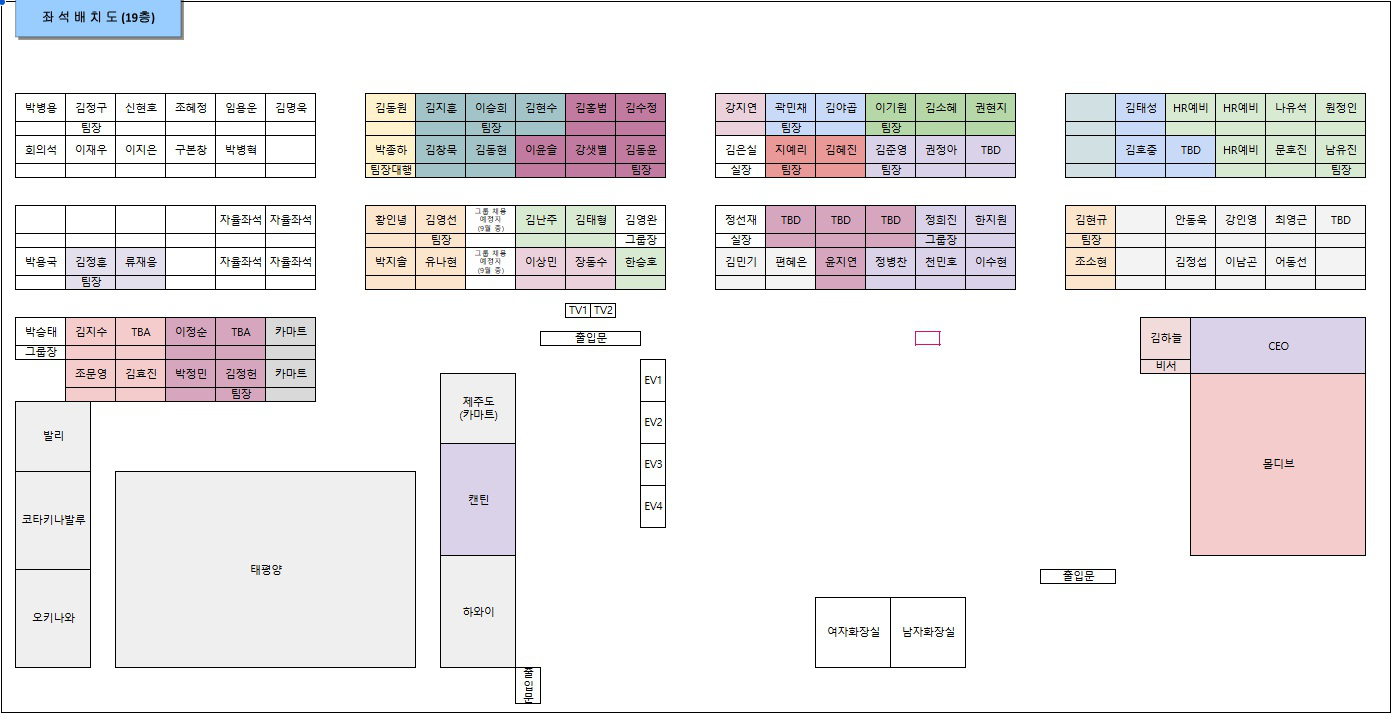 좌 석 배 치 도 (19층)
박병용 김정구 신현호 조혜정 임용운 김명욱
팀장
회의석 이재우 이지은 구본창 박병혁
김동원 김지훈 이승희 김현수 김홍범 김수정
팀장
박종하 김창묵 김동현 이윤슬 강샛별 김동윤
팀장대행 팀장
강지연 곽민채 김야곱 이기원 김소혜 권현지
팀장 팀장
김은실 지예리 김혜진 김준영 권정아 TBD
실장 팀장 팀장
김태성 HR예비 HR예비 나유석 원정인
김호중 TBD HR예비 문호진 남유진
팀장
자율좌석 자율좌석
박용국 김정훈 류재웅 자율좌석 자율좌석
팀장
황인녕 김영선 그룹 채용 예정자 (9월 중) 김난주 김태형 김영완
팀장 그룹장
박지솔 유나현 그룹 채용 예정자 (9월 중) 이상민 장동수 한승호
정선재 TBD TBD TBD 정희진 한지원
실장 그룹장
김민기 편혜은 윤지연 정병찬 천민호 이수현
김현규 안동욱 강인영 최영근 TBD
팀장
조소현 김정섭 이남곤 어동선
TV1 TV2
출입문
박승태 김지수 TBA 이정순 TBA 카마트
그룹장
조문영 김효진 박정민 김정헌 카마트
팀장
김하늘 CEO
비서
EV1
EV2
EV3
EV4
제주도
(카마트)
캔틴
하와이
발리
코타키나발루
오키나와
태평양
몰디브
출입문
여자화장실 남자화장실
출입문